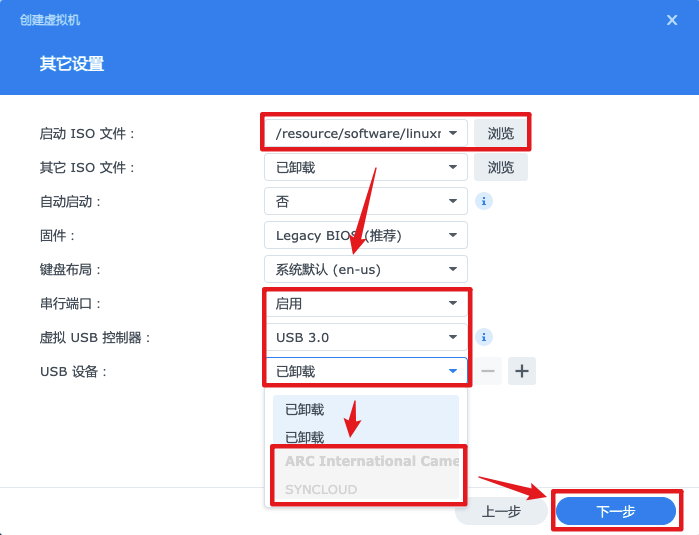 创建虚拟机
其它设置
启动 ISO 文件：
/resource/software/linuxr
浏览
其它 ISO 文件：
已卸载
浏览
自动启动：
否
固件：
Legacy BIOS (推荐)
键盘布局：
系统默认 (en-us)
串行端口：
启用
虚拟 USB 控制器：
USB 3.0
USB 设备：
已卸载
已卸载
已卸载
ARC International Came
SYNCLOUD
上一步
下一步